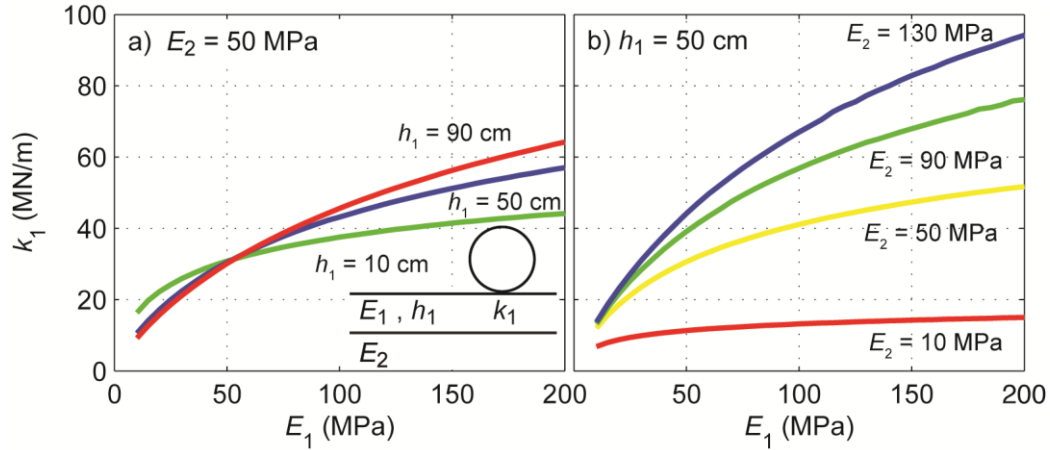 a) E₂ = 50 MPa
b) h₁ = 50 cm
k₁ (MN/m)
100
80
60
40
20
0
h₁ = 90 cm
h₁ = 50 cm
h₁ = 10 cm
E₁ , h₁
k₁
E₂
0
50
100
150
200
E₁ (MPa)
E₂ = 130 MPa
E₂ = 90 MPa
E₂ = 50 MPa
E₂ = 10 MPa
50
100
150
200
E₁ (MPa)